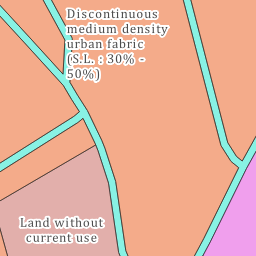 Discontinuous
medium density
urban fabric
(S.L. : 30% -
50%)
Land without
current use